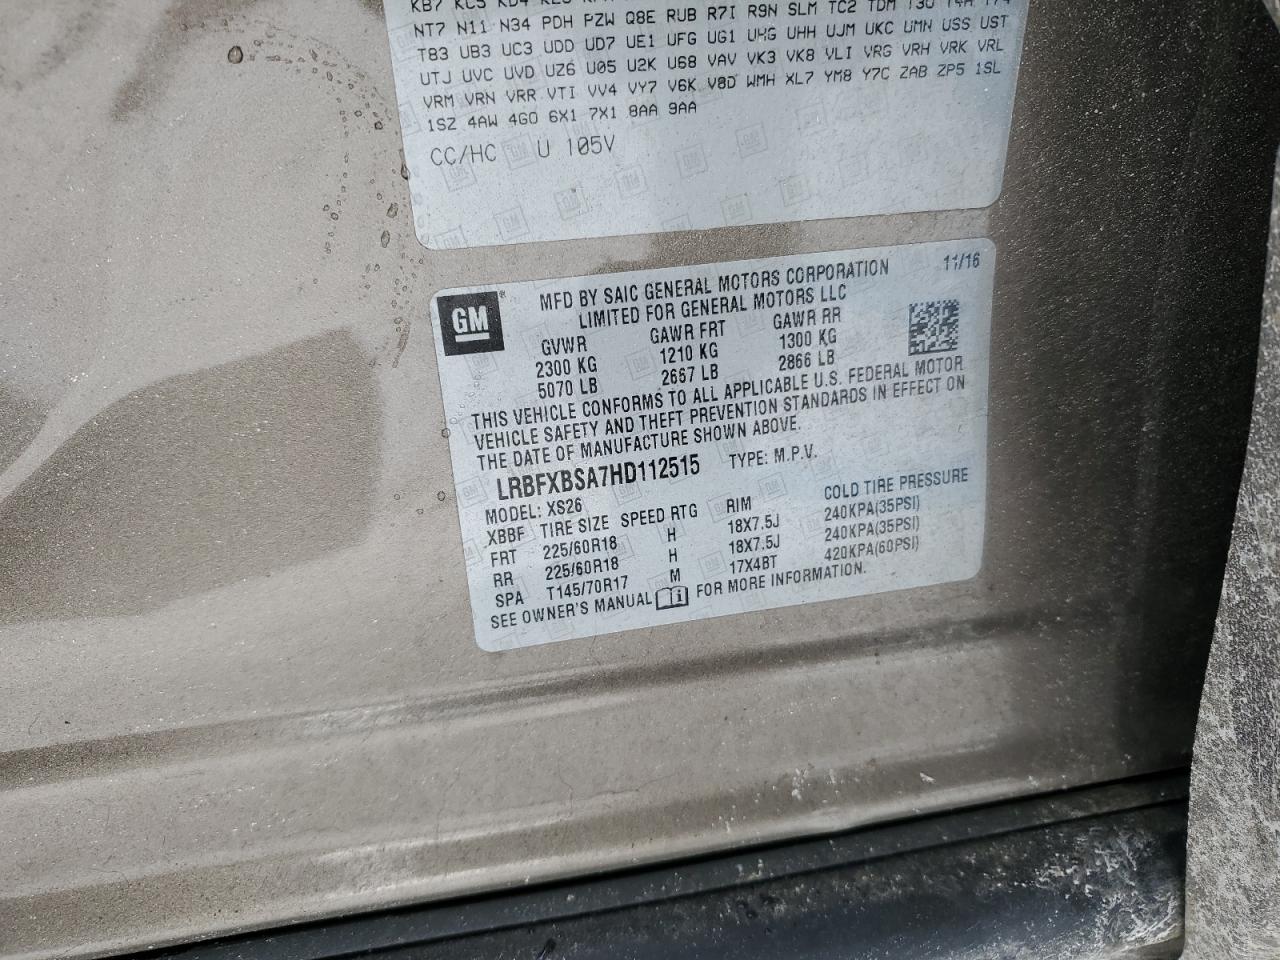 NT7 N11 N34 PDH PZW Q8E RUB R7I R9N SLM TC2 TDM T3U T4A T74
T83 UB3 UC3 UDD UD7 UE1 UFG UG1 UHG UHH UJM UKC UMN USS UST
UTJ UVC UVD UZ6 U05 U2K U68 VAV VK3 VK8 VLI VRG VRH VRK VRL
VRM VRN VRR VTI VV4 VY7 V6K V8D WMH XL7 YM8 Y7C ZAB ZP5 1SL
1SZ 4AW 4GO 6X1 7X1 8AA 9AA
CC/HC U 105V
GM
MFD BY SAIC GENERAL MOTORS CORPORATION 11/16
LIMITED FOR GENERAL MOTORS LLC
GVWR GAWR FRT GAWR RR
2300 KG 1210 KG 1300 KG
5070 LB 2667 LB 2866 LB
THIS VEHICLE CONFORMS TO ALL APPLICABLE U.S. FEDERAL MOTOR
VEHICLE SAFETY AND THEFT PREVENTION STANDARDS IN EFFECT ON
THE DATE OF MANUFACTURE SHOWN ABOVE.
LRBFXBSA7HD112515 TYPE: M.P.V.
MODEL: XS26
XBBF TIRE SIZE SPEED RTG RIM COLD TIRE PRESSURE
FRT 225/60R18 H 18X7.5J 240KPA(35PSI)
RR 225/60R18 H 18X7.5J 240KPA(35PSI)
SPA T145/70R17 M 17X4BT 420KPA(60PSI)
SEE OWNER'S MANUAL FOR MORE INFORMATION.